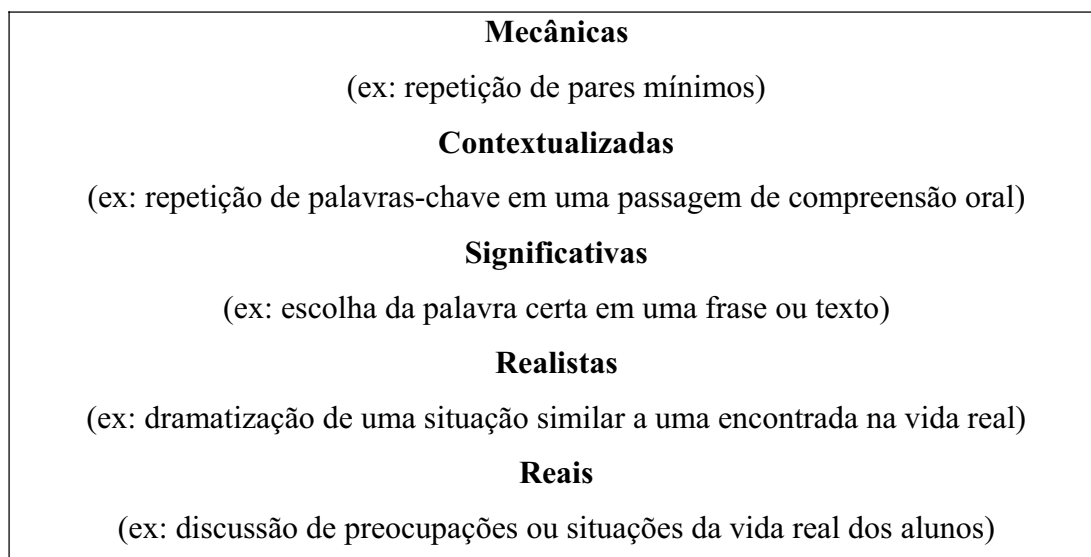 Mecânicas
(ex: repetição de pares mínimos)
Contextualizadas
(ex: repetição de palavras-chave em uma passagem de compreensão oral)
Significativas
(ex: escolha da palavra certa em uma frase ou texto)
Realistas
(ex: dramatização de uma situação similar a uma encontrada na vida real)
Reais
(ex: discussão de preocupações ou situações da vida real dos alunos)